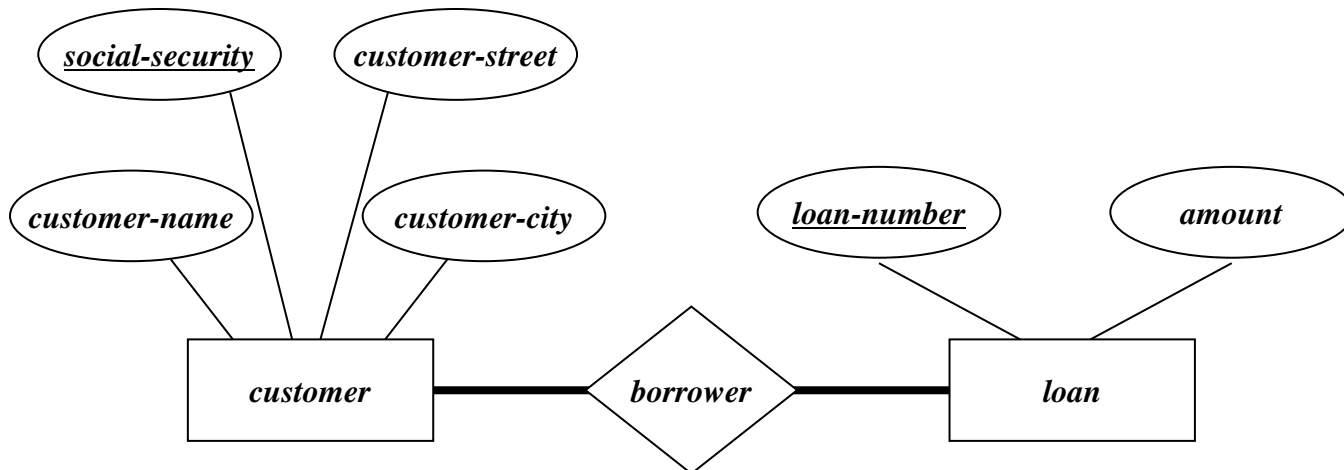 social-security
customer-street
customer-name
customer-city
loan-number
amount
customer
borrower
loan